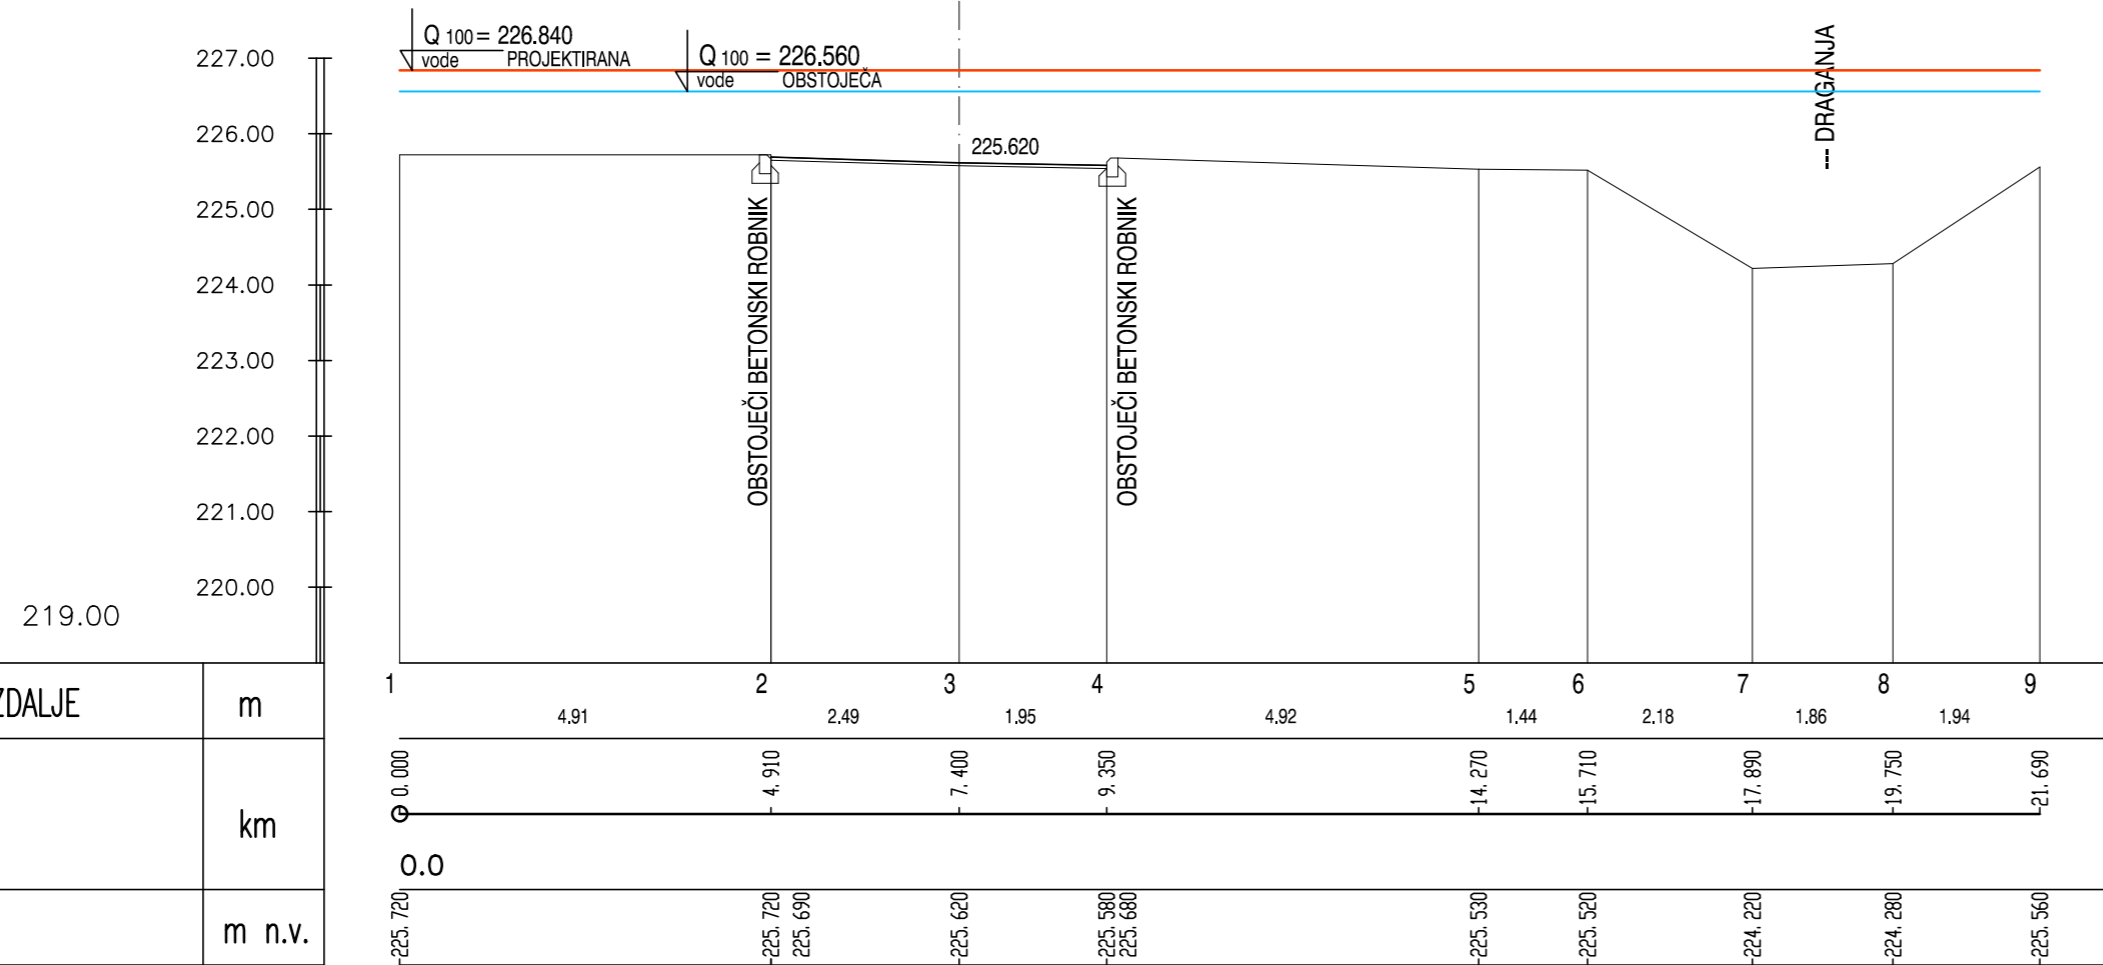 Q 100 = 226.840
vode PROJEKTIRANA
Q 100 = 226.560
vode OBSTOJEČA
--- DRAGANJA
227.00
226.00
225.00
224.00
223.00
222.00
221.00
220.00
219.00
225.620
OBSTOJEČI BETONSKI ROBNIK
OBSTOJEČI BETONSKI ROBNIK
1 2 3 4 5 6 7 8 9
ZDALJE m
4.91 2.49 1.95 4.92 1.44 2.18 1.86 1.94
0.000 4.910 7.400 9.350 14.270 15.710 17.890 19.750 21.690
km
0.0
m n.v.
225.720 225.720 225.690 225.620 225.580 225.680 225.530 225.520 224.220 224.280 225.560